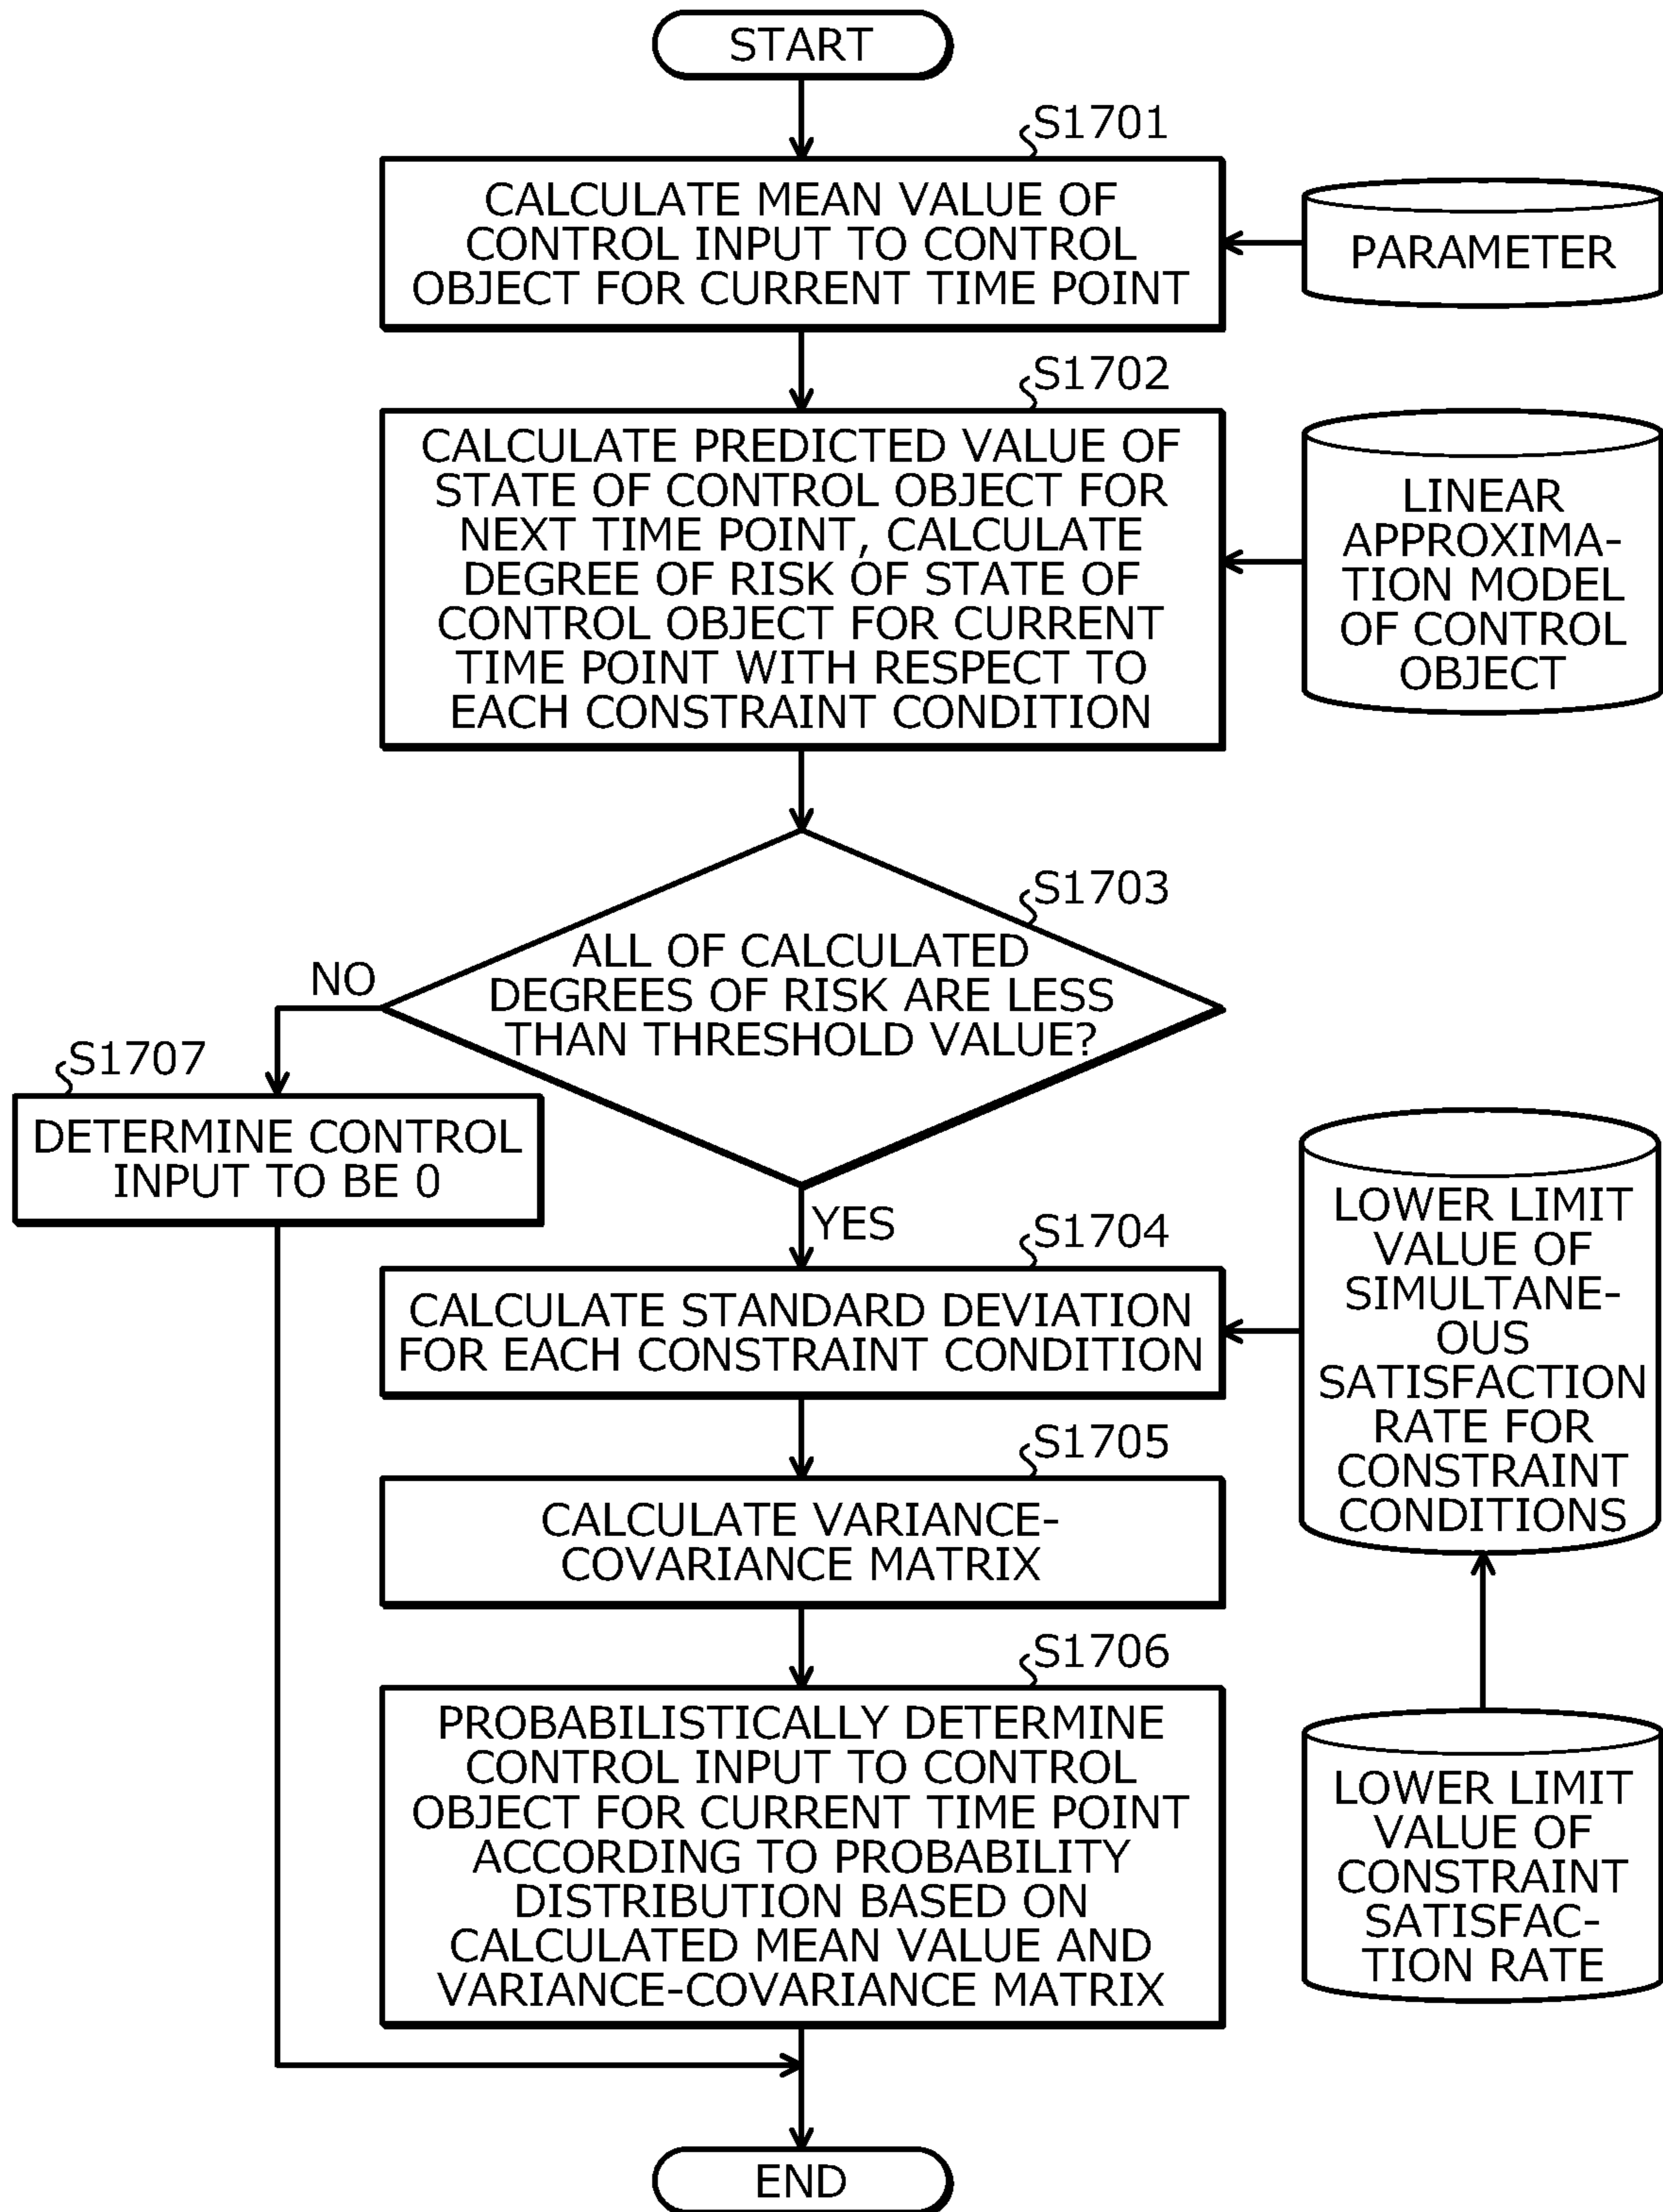 START
S1701
CALCULATE MEAN VALUE OF
CONTROL INPUT TO CONTROL
OBJECT FOR CURRENT TIME POINT
PARAMETER
S1702
CALCULATE PREDICTED VALUE OF
STATE OF CONTROL OBJECT FOR
NEXT TIME POINT, CALCULATE
DEGREE OF RISK OF STATE OF
CONTROL OBJECT FOR CURRENT
TIME POINT WITH RESPECT TO
EACH CONSTRAINT CONDITION
LINEAR
APPROXIMA-
TION MODEL
OF CONTROL
OBJECT
S1703
ALL OF CALCULATED
DEGREES OF RISK ARE LESS
THAN THRESHOLD VALUE?
NO
S1707
DETERMINE CONTROL
INPUT TO BE 0
YES
S1704
CALCULATE STANDARD DEVIATION
FOR EACH CONSTRAINT CONDITION
LOWER LIMIT
VALUE OF
SIMULTANE-
OUS
SATISFACTION
RATE FOR
CONSTRAINT
CONDITIONS
S1705
CALCULATE VARIANCE-
COVARIANCE MATRIX
S1706
PROBABILISTICALLY DETERMINE
CONTROL INPUT TO CONTROL
OBJECT FOR CURRENT TIME POINT
ACCORDING TO PROBABILITY
DISTRIBUTION BASED ON
CALCULATED MEAN VALUE AND
VARIANCE-COVARIANCE MATRIX
LOWER LIMIT
VALUE OF
CONSTRAINT
SATISFAC-
TION RATE
END